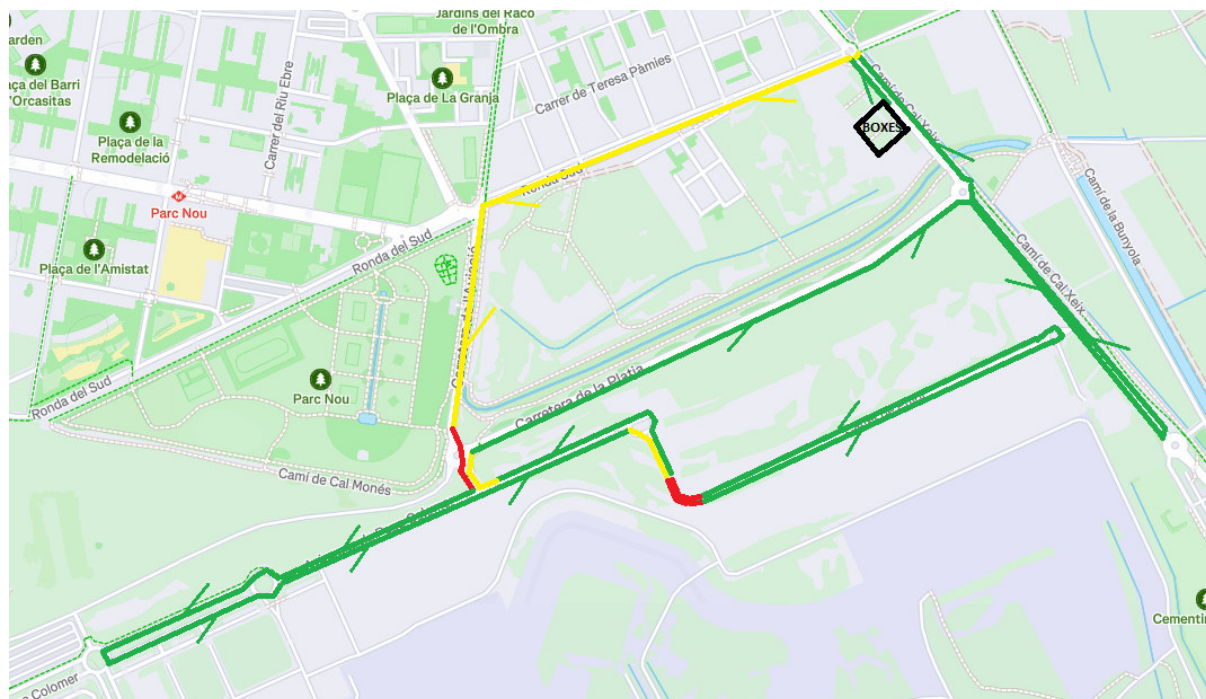 Jardins del Racó
de l'Ombra
arden
aça del Barri
'Orcasitas
Plaça de la
Remodelació
Carrer del Riu Ebre
Plaça de La Granja
Carrer de Teresa Pàmies
Camí de Cal Xeix
BOXES
Parc Nou
Ronda Sud
Camí de la Bunyola
Plaça de l'Amistat
Ronda del Sud
Camí de Cal Xeix
Ronda del Sud
Parc Nou
Carretera de la Platja
Camí de Cal Monés
Cementir
Colomer